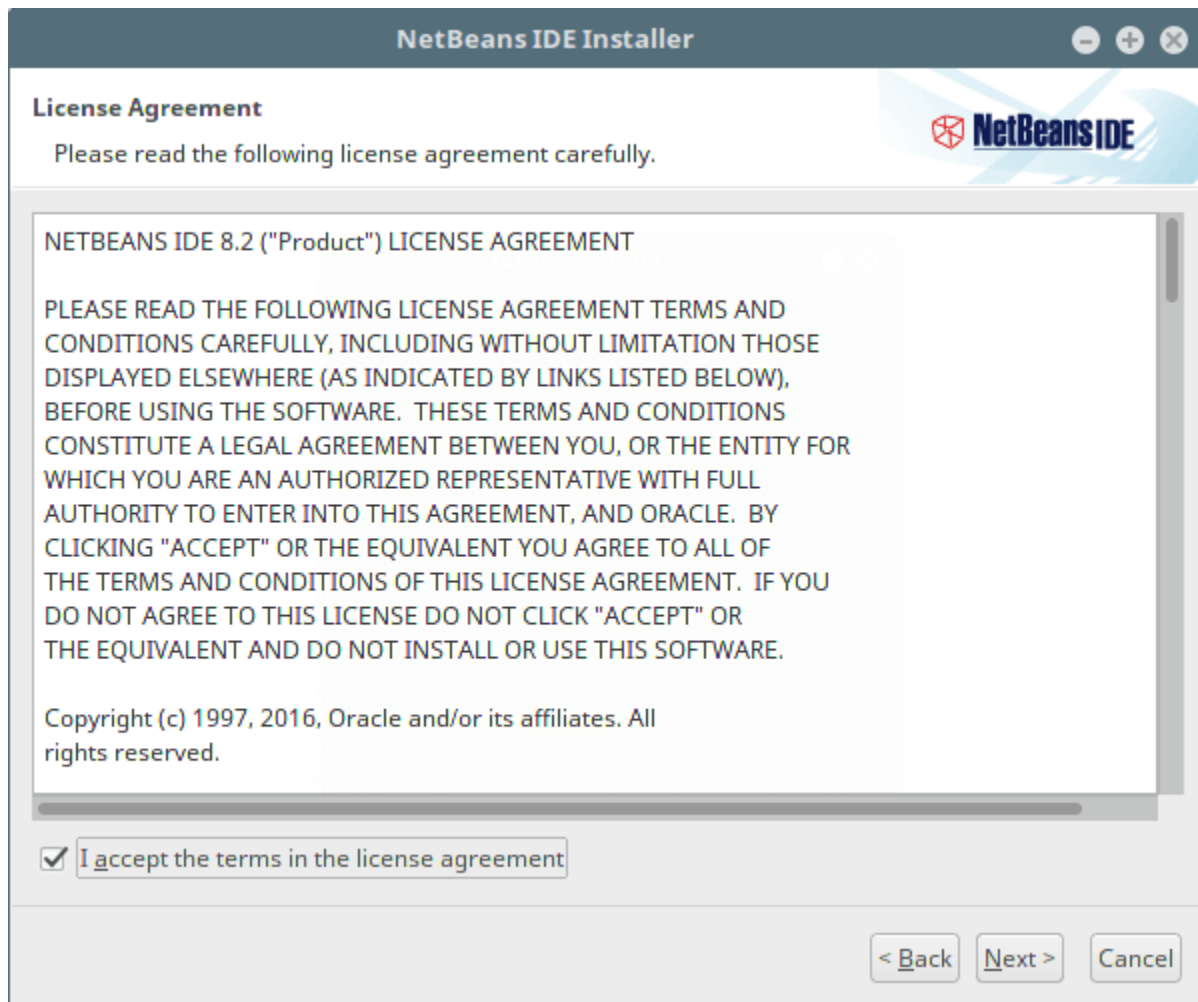 NetBeans IDE Installer
License Agreement
Please read the following license agreement carefully.
NetBeans IDE
NETBEANS IDE 8.2 ("Product") LICENSE AGREEMENT
PLEASE READ THE FOLLOWING LICENSE AGREEMENT TERMS AND
CONDITIONS CAREFULLY, INCLUDING WITHOUT LIMITATION THOSE
DISPLAYED ELSEWHERE (AS INDICATED BY LINKS LISTED BELOW),
BEFORE USING THE SOFTWARE.  THESE TERMS AND CONDITIONS
CONSTITUTE A LEGAL AGREEMENT BETWEEN YOU, OR THE ENTITY FOR
WHICH YOU ARE AN AUTHORIZED REPRESENTATIVE WITH FULL
AUTHORITY TO ENTER INTO THIS AGREEMENT, AND ORACLE.  BY
CLICKING "ACCEPT" OR THE EQUIVALENT YOU AGREE TO ALL OF
THE TERMS AND CONDITIONS OF THIS LICENSE AGREEMENT.  IF YOU
DO NOT AGREE TO THIS LICENSE DO NOT CLICK "ACCEPT" OR
THE EQUIVALENT AND DO NOT INSTALL OR USE THIS SOFTWARE.
Copyright (c) 1997, 2016, Oracle and/or its affiliates. All
rights reserved.
I accept the terms in the license agreement
< Back Next > Cancel